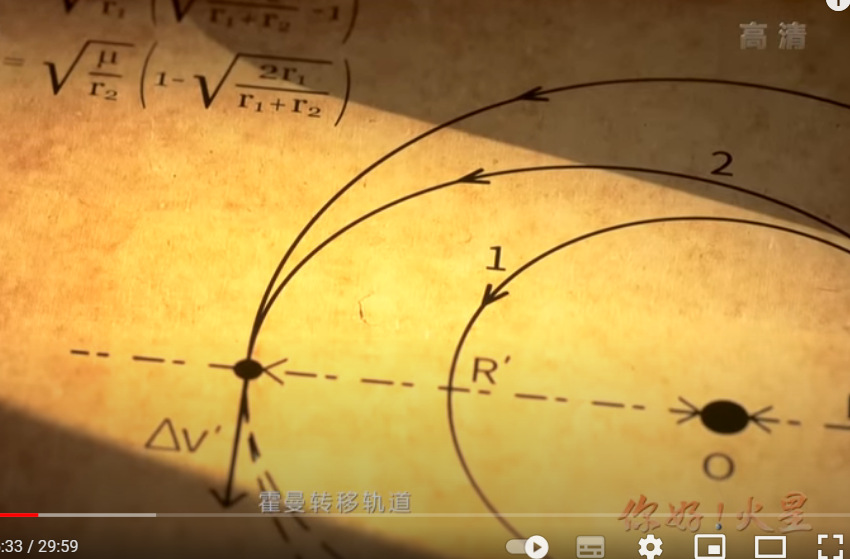 高清
= √(μ/r₂) (1-√(2r₁/(r₁+r₂)))
2
1
R′
Δv′
O
霍曼转移轨道
你好!火星
:33 / 29:59